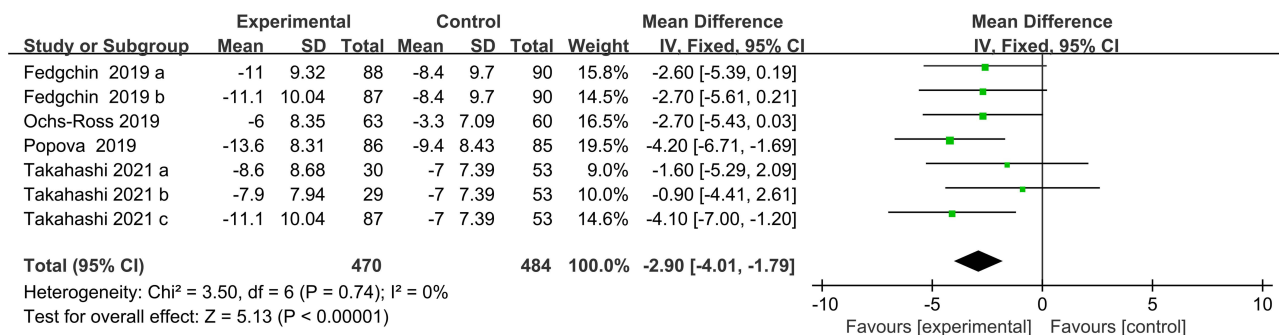 Experimental Control Mean Difference Mean Difference
Study or Subgroup Mean SD Total Mean SD Total Weight IV, Fixed, 95% CI IV, Fixed, 95% CI
Fedgchin 2019 a -11 9.32 88 -8.4 9.7 90 15.8% -2.60 [-5.39, 0.19]
Fedgchin 2019 b -11.1 10.04 87 -8.4 9.7 90 14.5% -2.70 [-5.61, 0.21]
Ochs-Ross 2019 -6 8.35 63 -3.3 7.09 60 16.5% -2.70 [-5.43, 0.03]
Popova 2019 -13.6 8.31 86 -9.4 8.43 85 19.5% -4.20 [-6.71, -1.69]
Takahashi 2021 a -8.6 8.68 30 -7 7.39 53 9.0% -1.60 [-5.29, 2.09]
Takahashi 2021 b -7.9 7.94 29 -7 7.39 53 10.0% -0.90 [-4.41, 2.61]
Takahashi 2021 c -11.1 10.04 87 -7 7.39 53 14.6% -4.10 [-7.00, -1.20]
Total (95% CI) 470 484 100.0% -2.90 [-4.01, -1.79]
Heterogeneity: Chi² = 3.50, df = 6 (P = 0.74); I² = 0%
Test for overall effect: Z = 5.13 (P < 0.00001)
-10 -5 0 5 10
Favours [experimental] Favours [control]